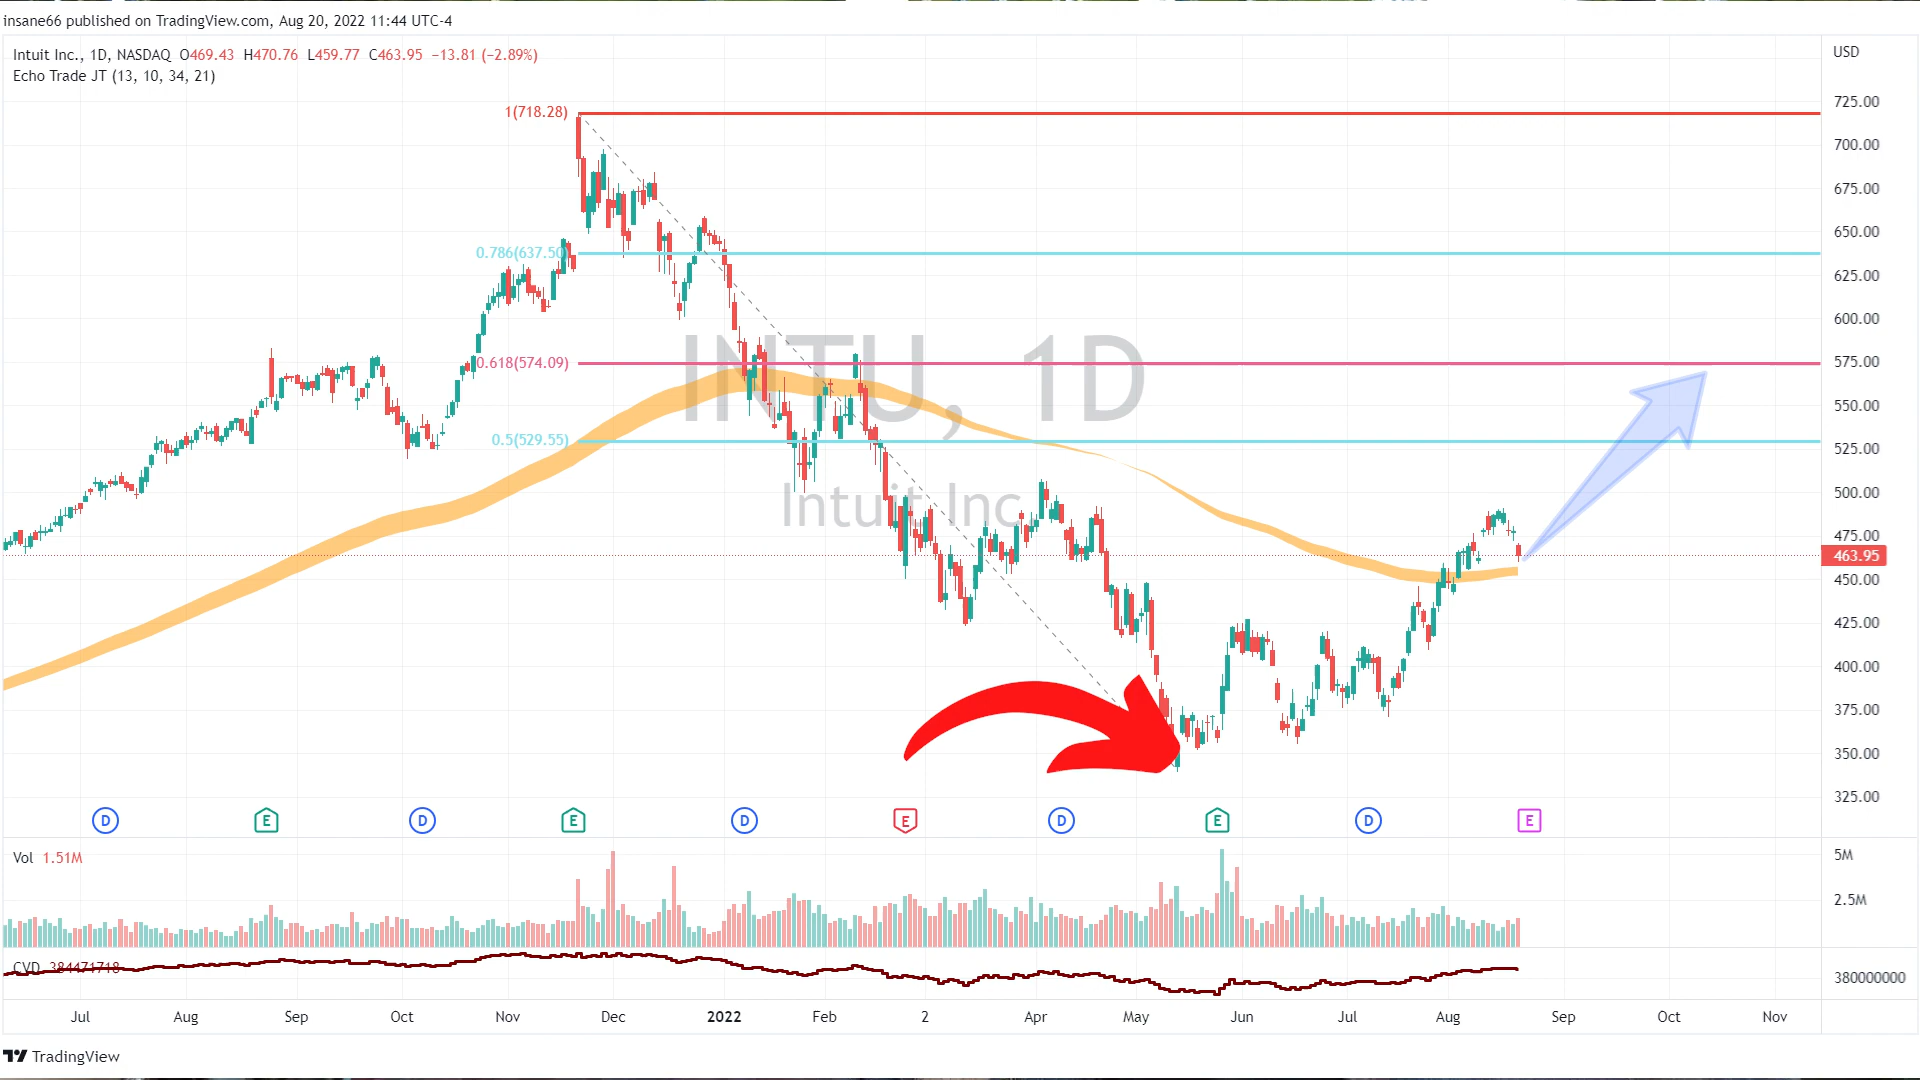 insane66 published on TradingView.com, Aug 20, 2022 11:44 UTC-4
Intuit Inc., 1D, NASDAQ O469.43 H470.76 L459.77 C463.95 −13.81 (−2.89%)
Echo Trade JT (13, 10, 34, 21)
USD
1(718.28)
0.786(637.50)
0.618(574.09)
0.5(529.55)
INTU, 1D
Intuit Inc.
725.00
700.00
675.00
650.00
625.00
600.00
575.00
550.00
525.00
500.00
475.00
463.95
450.00
425.00
400.00
375.00
350.00
325.00
D E D E D E D E D E
Vol 1.51M
5M
2.5M
CVD 384471718
380000000
Jul Aug Sep Oct Nov Dec 2022 Feb 2 Apr May Jun Jul Aug Sep Oct Nov
TradingView